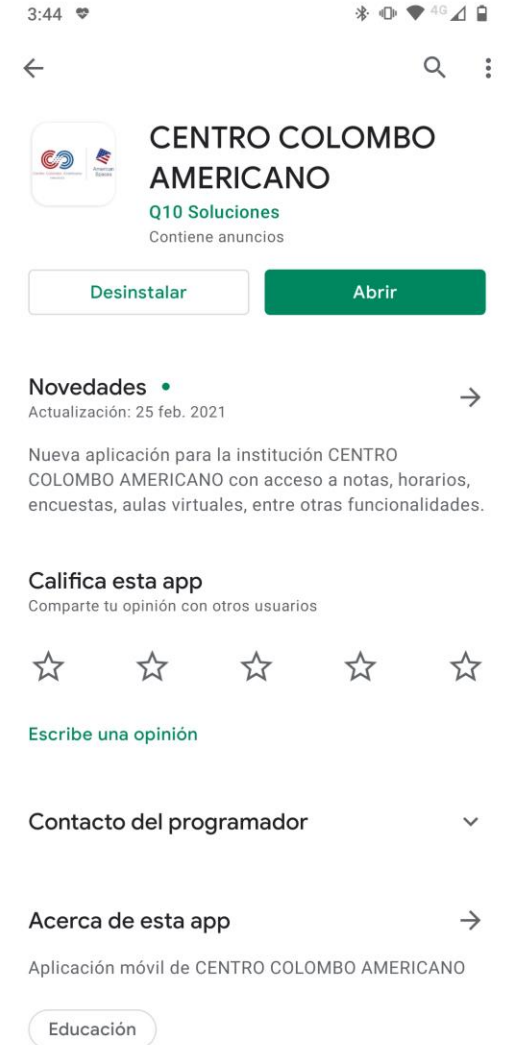 3:44
4G
CENTRO COLOMBO
AMERICANO
Q10 Soluciones
Contiene anuncios
Desinstalar
Abrir
Novedades
Actualización: 25 feb. 2021
Nueva aplicación para la institución CENTRO
COLOMBO AMERICANO con acceso a notas, horarios,
encuestas, aulas virtuales, entre otras funcionalidades.
Califica esta app
Comparte tu opinión con otros usuarios
Escribe una opinión
Contacto del programador
Acerca de esta app
Aplicación móvil de CENTRO COLOMBO AMERICANO
Educación